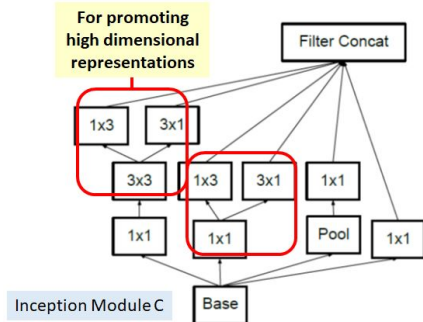 For promoting
high dimensional
representations
Filter Concat
1x3
3x1
3x3
1x3
3x1
1x1
1x1
1x1
Pool
1x1
Inception Module C
Base